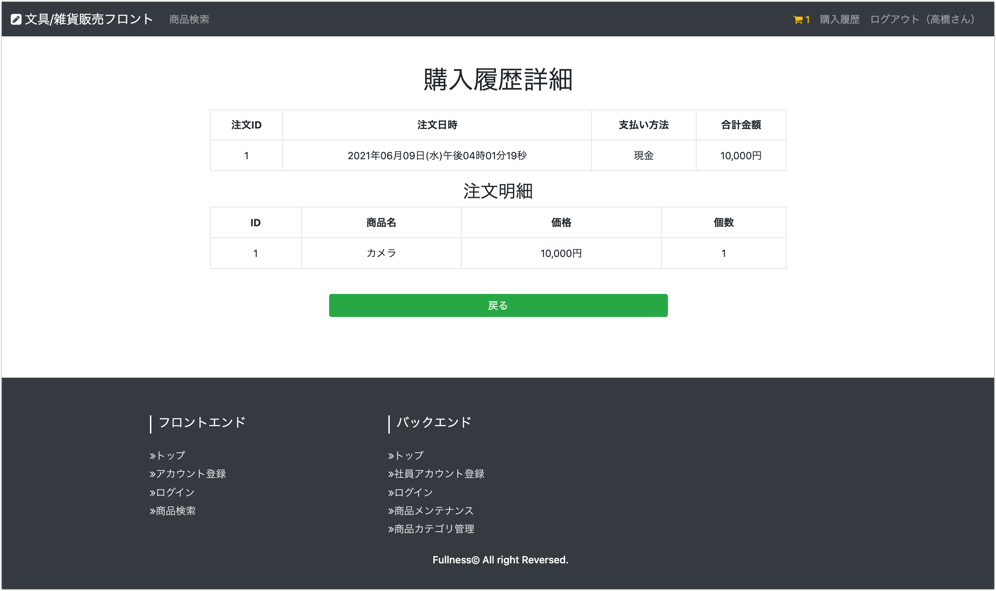 文具/雑貨販売フロント 商品検索 1 購入履歴 ログアウト（高橋さん）
購入履歴詳細
注文ID 注文日時 支払い方法 合計金額
1 2021年06月09日(水)午後04時01分19秒 現金 10,000円
注文明細
ID 商品名 価格 個数
1 カメラ 10,000円 1
戻る
フロントエンド
»トップ
»アカウント登録
»ログイン
»商品検索
バックエンド
»トップ
»社員アカウント登録
»ログイン
»商品メンテナンス
»商品カテゴリ管理
Fullness© All right Reversed.